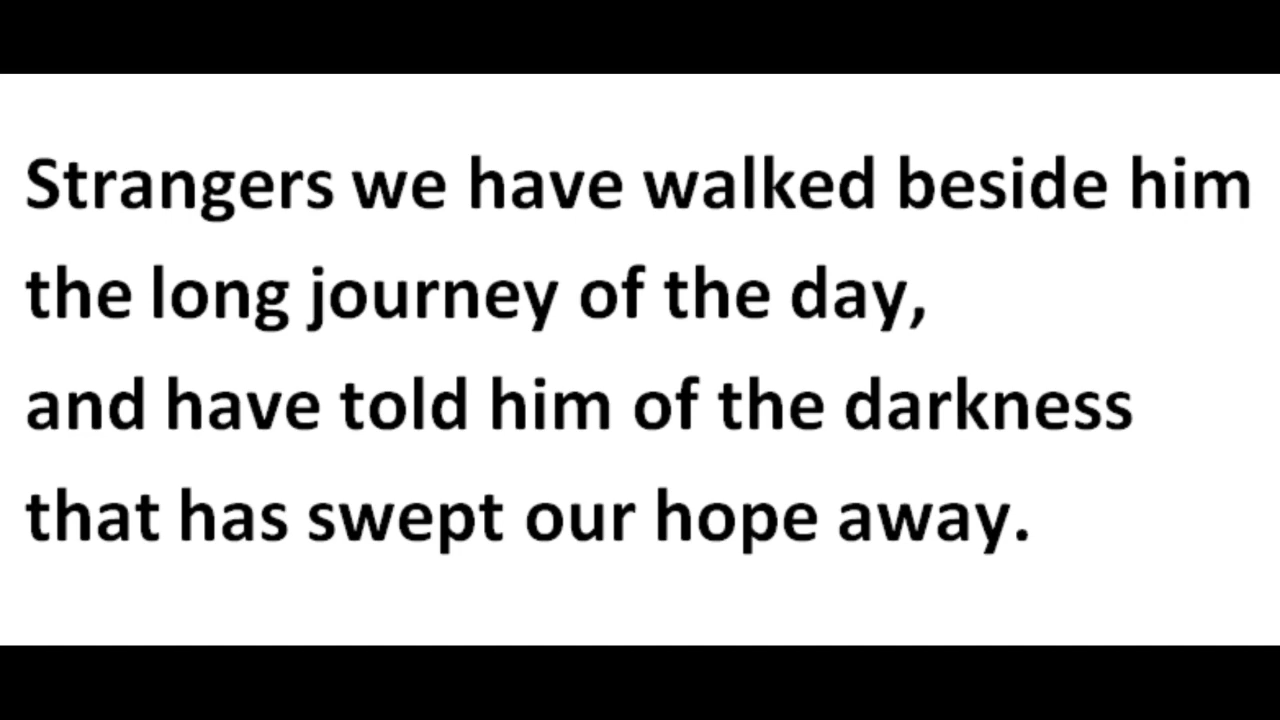 Strangers we have walked beside him
the long journey of the day,
and have told him of the darkness
that has swept our hope away.